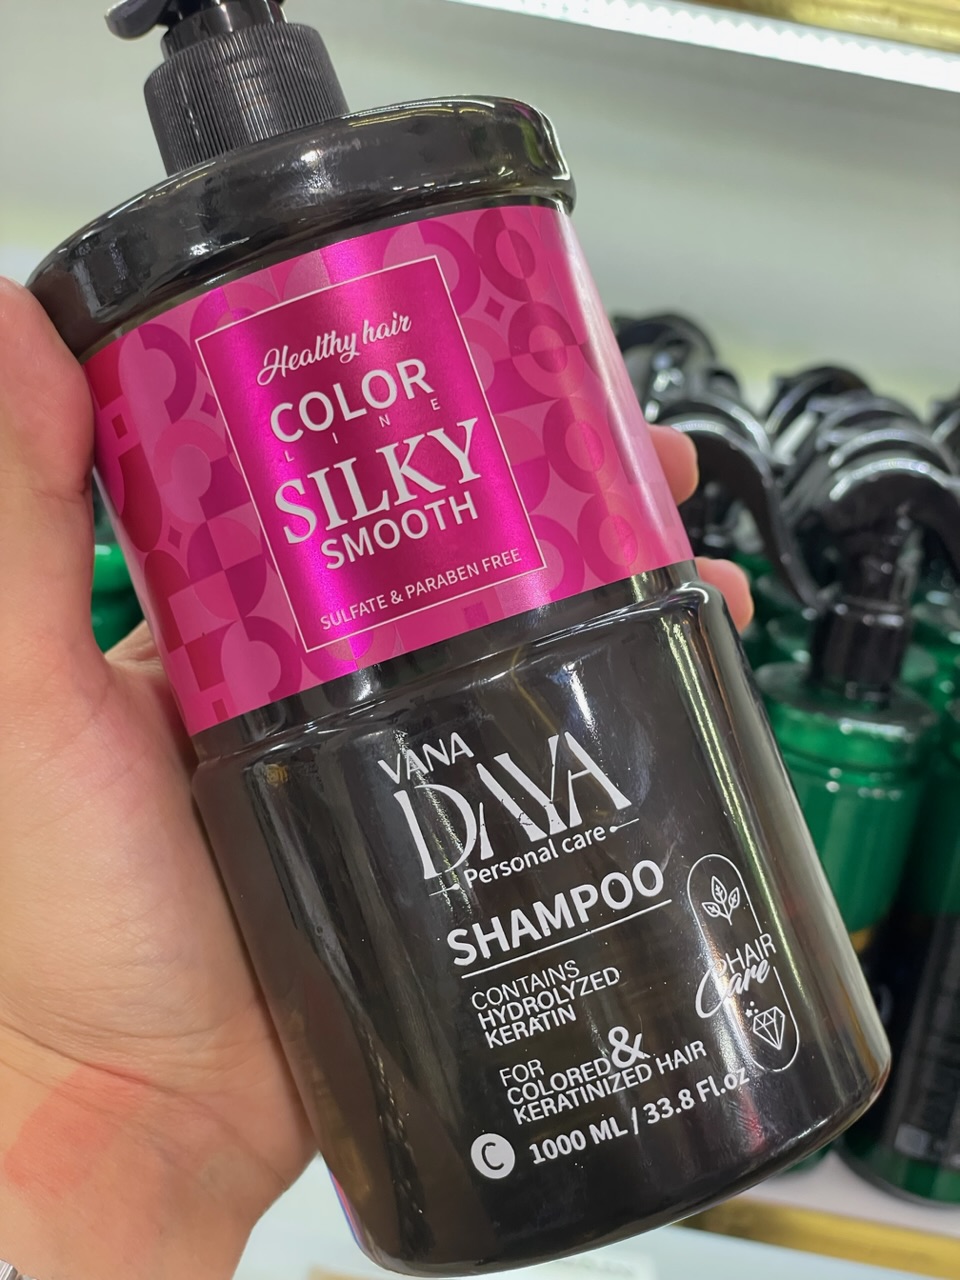 Healthy hair
COLOR
LINE
SILKY
SMOOTH
SULFATE & PARABEN FREE
VANA
DAYA
Personal care
SHAMPOO
CONTAINS
HYDROLYZED
KERATIN
HAIR
Care
FOR
COLORED &
KERATINIZED HAIR
C 1000 ML / 33.8 Fl.oz